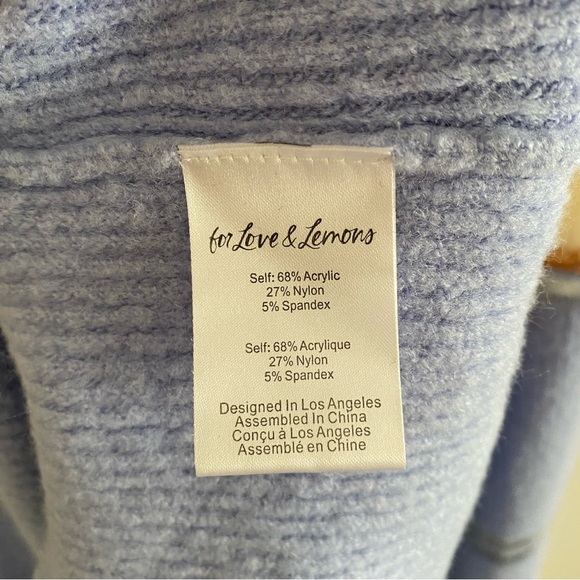 for Love & Lemons
Self: 68% Acrylic
27% Nylon
5% Spandex
Self: 68% Acrylique
27% Nylon
5% Spandex
Designed In Los Angeles
Assembled In China
Conçu à Los Angeles
Assemblé en Chine